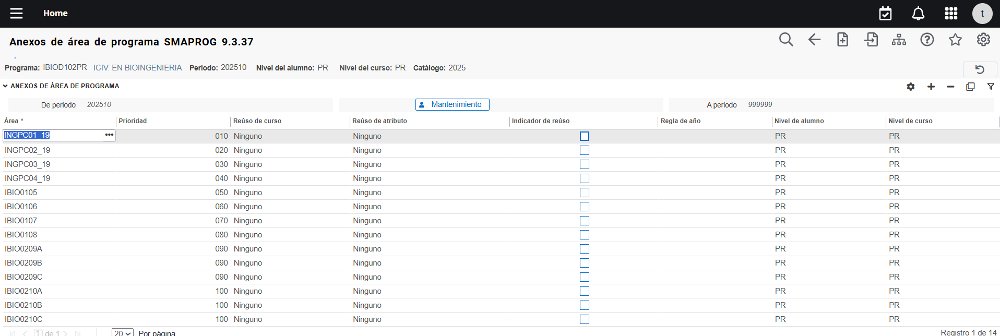 Home
t
Anexos de área de programa SMAPROG 9.3.37
Programa: IBIOD102PR ICIV. EN BIOINGENIERIA Periodo: 202510 Nivel del alumno: PR Nivel del curso: PR Catálogo: 2025
ANEXOS DE ÁREA DE PROGRAMA
De periodo 202510 Mantenimiento A periodo 999999
Área * Prioridad Reúso de curso Reúso de atributo Indicador de reúso Regla de año Nivel de alumno Nivel de curso
INGPC01_19 ••• 010 Ninguno Ninguno PR PR
INGPC02_19 020 Ninguno Ninguno PR PR
INGPC03_19 030 Ninguno Ninguno PR PR
INGPC04_19 040 Ninguno Ninguno PR PR
IBIO0105 050 Ninguno Ninguno PR PR
IBIO0106 060 Ninguno Ninguno PR PR
IBIO0107 070 Ninguno Ninguno PR PR
IBIO0108 080 Ninguno Ninguno PR PR
IBIO0209A 090 Ninguno Ninguno PR PR
IBIO0209B 090 Ninguno Ninguno PR PR
IBIO0209C 090 Ninguno Ninguno PR PR
IBIO0210A 100 Ninguno Ninguno PR PR
IBIO0210B 100 Ninguno Ninguno PR PR
IBIO0210C 100 Ninguno Ninguno PR PR
1 de 1 20 Por página Registro 1 de 14